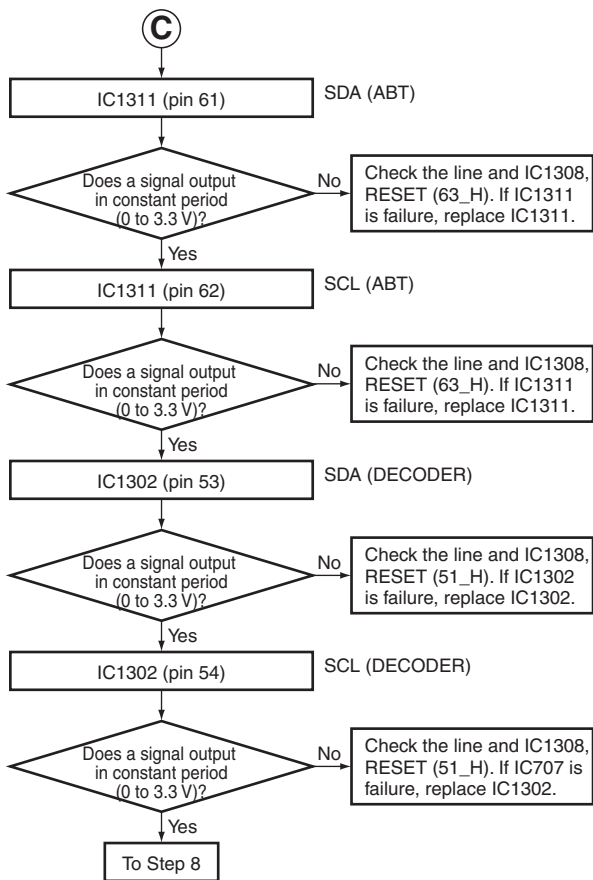 C
IC1311 (pin 61)
SDA (ABT)
Does a signal output
in constant period
(0 to 3.3 V)?
No
Check the line and IC1308,
RESET (63_H). If IC1311
is failure, replace IC1311.
Yes
IC1311 (pin 62)
SCL (ABT)
Does a signal output
in constant period
(0 to 3.3 V)?
No
Check the line and IC1308,
RESET (63_H). If IC1311
is failure, replace IC1311.
Yes
IC1302 (pin 53)
SDA (DECODER)
Does a signal output
in constant period
(0 to 3.3 V)?
No
Check the line and IC1308,
RESET (51_H). If IC1302
is failure, replace IC1302.
Yes
IC1302 (pin 54)
SCL (DECODER)
Does a signal output
in constant period
(0 to 3.3 V)?
No
Check the line and IC1308,
RESET (51_H). If IC707 is
failure, replace IC1302.
Yes
To Step 8